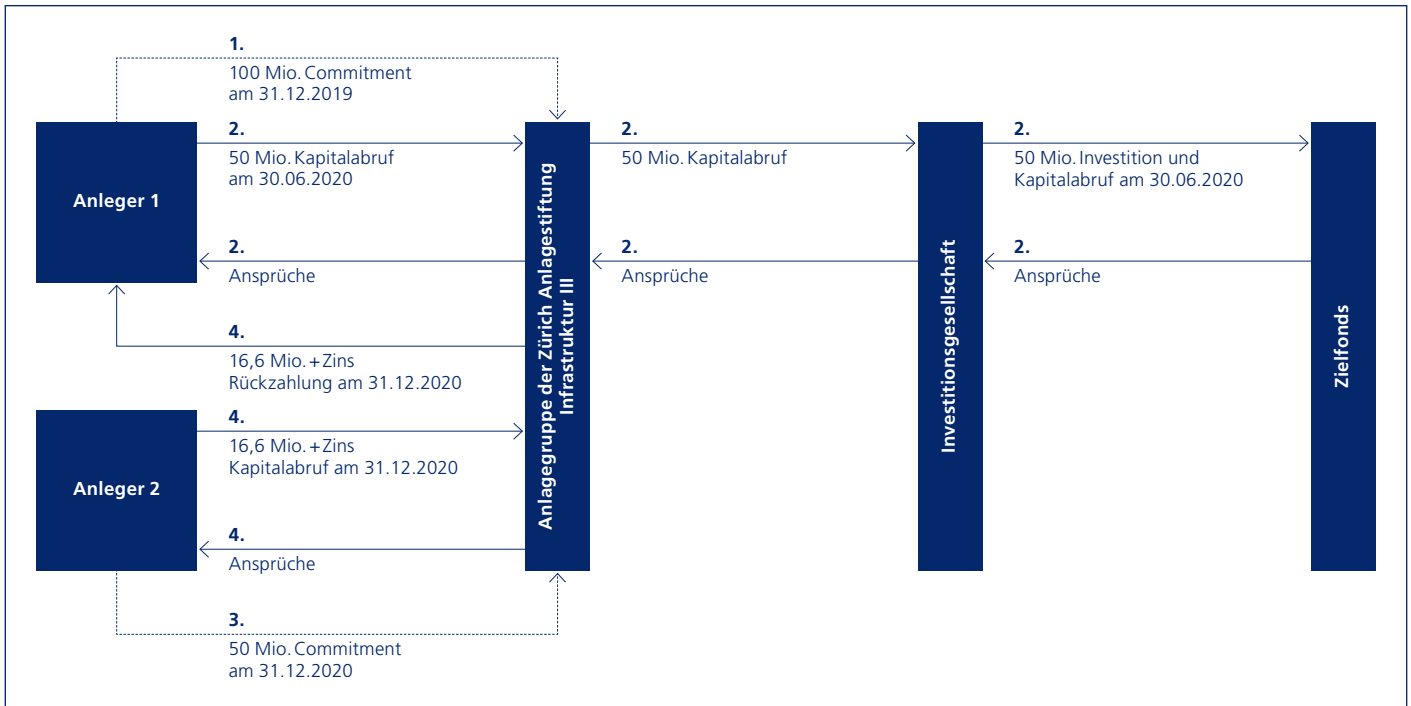 1.
100 Mio. Commitment
am 31.12.2019
Anleger 1
2.
50 Mio. Kapitalabruf
am 30.06.2020
2.
Ansprüche
4.
16,6 Mio. + Zins
Rückzahlung am 31.12.2020
Anleger 2
4.
16,6 Mio. + Zins
Kapitalabruf am 31.12.2020
4.
Ansprüche
3.
50 Mio. Commitment
am 31.12.2020
Anlagegruppe der Zürich Anlagestiftung
Infrastruktur III
2.
50 Mio. Kapitalabruf
2.
Ansprüche
Investitionsgesellschaft
2.
50 Mio. Investition und
Kapitalabruf am 30.06.2020
2.
Ansprüche
Zielfonds